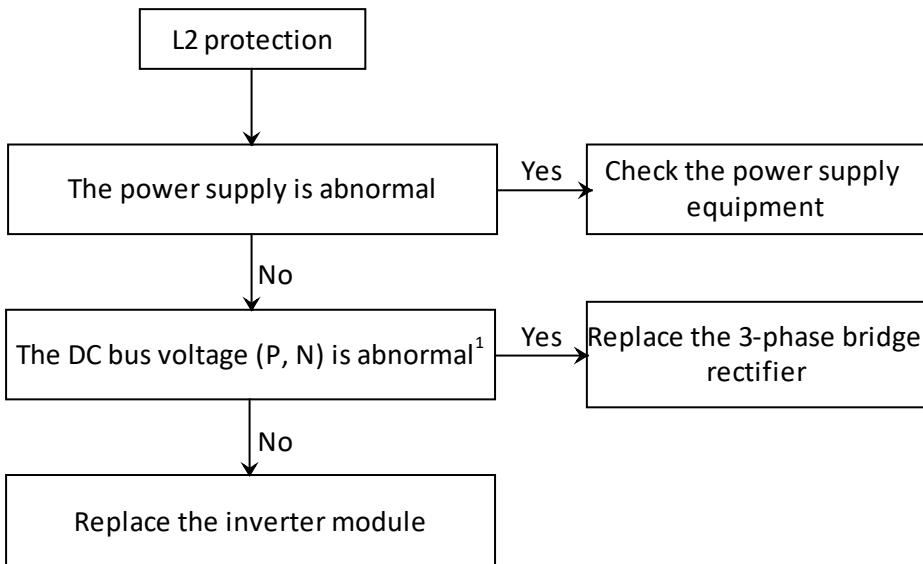 L2 protection
The power supply is abnormal
Yes
Check the power supply
equipment
No
The DC bus voltage (P, N) is abnormal¹
Yes
Replace the 3-phase bridge
rectifier
No
Replace the inverter module